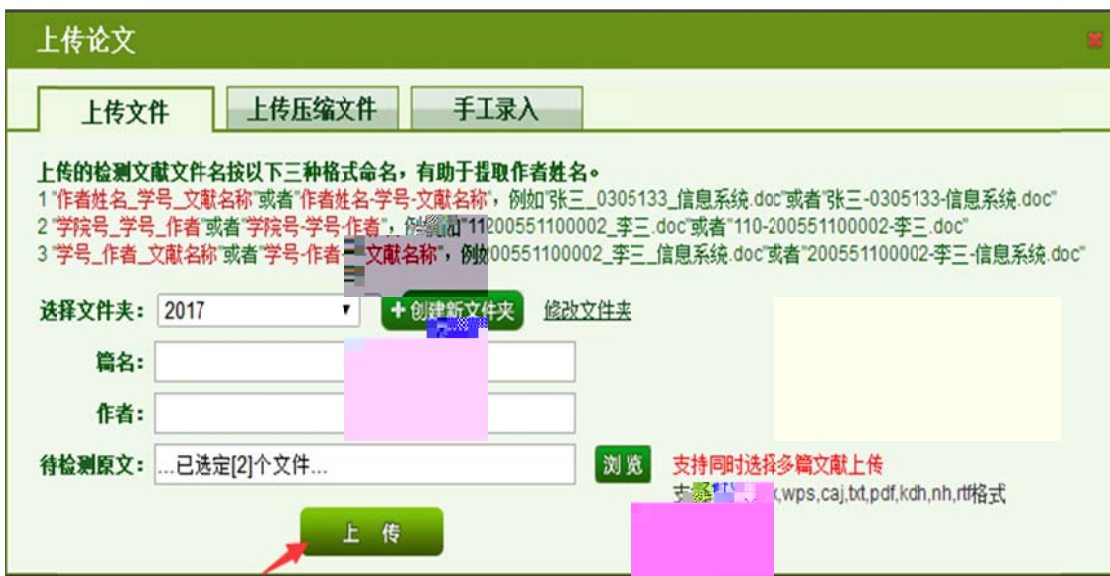 上传论文
上传文件 上传压缩文件 手工录入
上传的检测文献文件名按以下三种格式命名，有助于提取作者姓名。
1 "作者姓名_学号_文献名称"或者"作者姓名-学号-文献名称"，例如"张三_0305133_信息系统.doc"或者"张三-0305133-信息系统.doc"
2 "学院号_学号_作者"或者"学院号-学号-作者"， "11200551100002_李三.doc"或者"110-200551100002-李三.doc"
3 "学号_作者_文献名称"或者"学号-作者 文献名称"，例如 00551100002_李三_信息系统.doc"或者"200551100002-李三-信息系统.doc"
选择文件夹： 2017 +创建新文件夹 修改文件夹
篇名：
作者：
待检测原文： ...已选定[2]个文件... 浏览 支持同时选择多篇文献上传
,wps,caj,txt,pdf,kdh,nh,rtf格式
上传